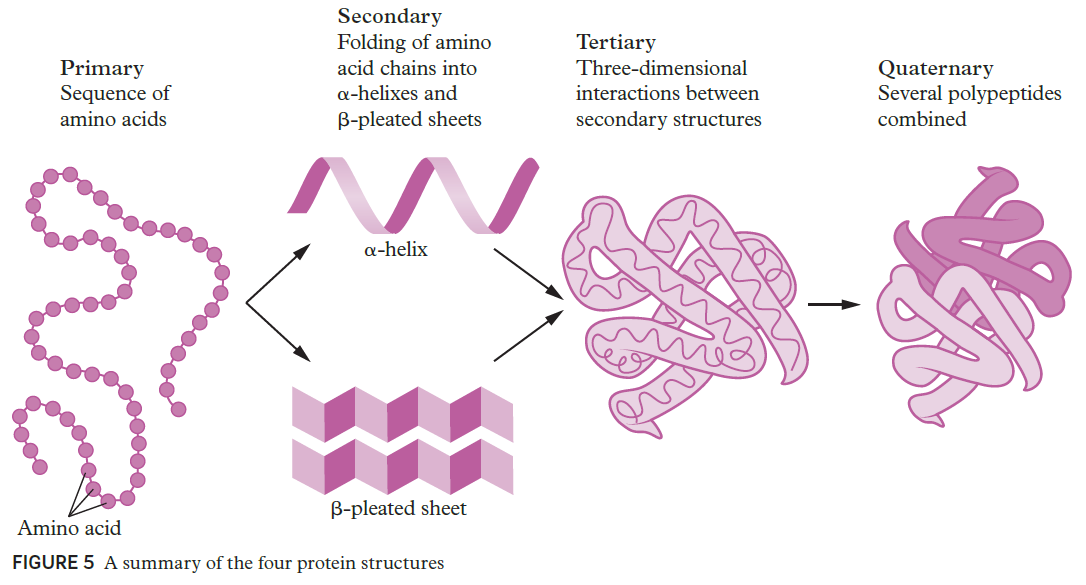 Primary
Sequence of
amino acids
Secondary
Folding of amino
acid chains into
α-helixes and
β-pleated sheets
Tertiary
Three-dimensional
interactions between
secondary structures
Quaternary
Several polypeptides
combined
α-helix
β-pleated sheet
Amino acid
FIGURE 5 A summary of the four protein structures